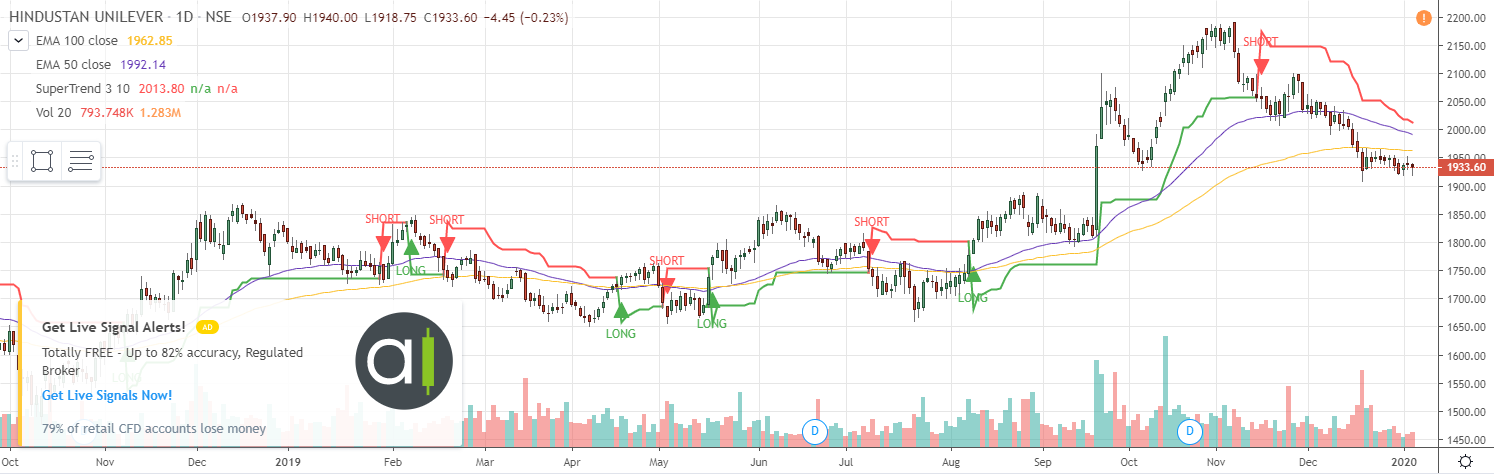 HINDUSTAN UNILEVER · 1D · NSE O1937.90 H1940.00 L1918.75 C1933.60 −4.45 (−0.23%)
EMA 100 close 1962.85
EMA 50 close 1992.14
SuperTrend 3 10 2013.80 n/a n/a
Vol 20 793.748K 1.283M
!
2200.00
2150.00
2100.00
2050.00
2000.00
1950.00
1933.60
1900.00
1850.00
1800.00
1750.00
1700.00
1650.00
1600.00
1550.00
1500.00
1450.00
SHORT
SHORT
SHORT
SHORT
SHORT
LONG
LONG
LONG
LONG
LONG
Get Live Signal Alerts! AD
Totally FREE - Up to 82% accuracy, Regulated
Broker
Get Live Signals Now!
79% of retail CFD accounts lose money
a
D
D
Oct Nov Dec 2019 Feb Mar Apr May Jun Jul Aug Sep Oct Nov Dec 2020